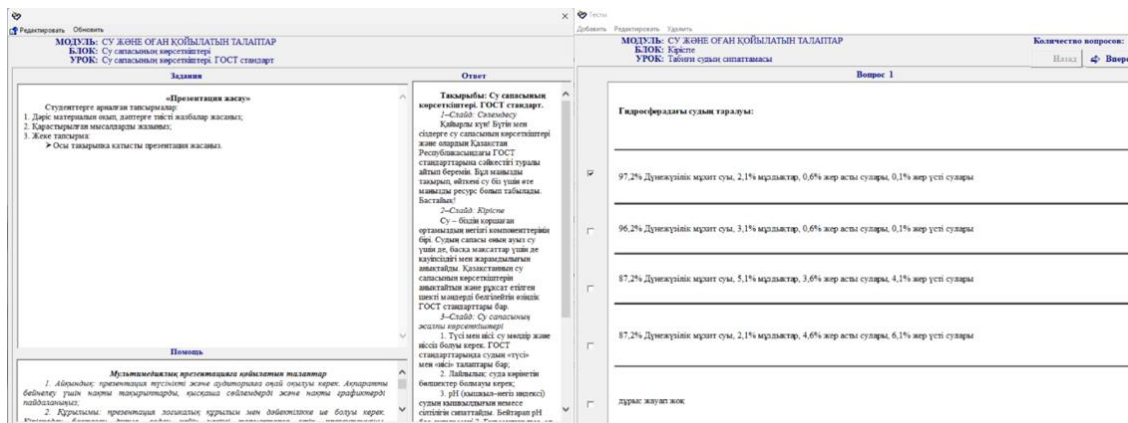 Редактировать Обновить
МОДУЛЬ: СУ ЖӘНЕ ОҒАН ҚОЙЫЛАТЫН ТАЛАПТАР
БЛОК: Су сапасының көрсеткіштері
УРОК: Су сапасының көрсеткіштері. ГОСТ стандарт
Задания
«Презентация жасау»
Студенттерге арналған тапсырмалар:
1. Дәріс материалын оқып, дәптерге тиісті жазбалар жасаңыз;
2. Қарастырылған мысалдарды жазыңыз;
3. Жеке тапсырма:
➤ Осы тақырыпқа қатысты презентация жасаңыз.
Помощь
Мультимедиялық презентацияға қойылатын талаптар
1. Айқындық: презентация түсінікті және аудиторияға оңай оқылуы керек. Ақпаратты
бейнелеу үшін нақты тақырыптарды, қысқаша сөйлемдерді және нақты графиктерді
пайдаланыңыз;
2. Құрылымы: презентация логикалық құрылым мен дәйектілікке ие болуы керек.
Ответ
Тақырыбы: Су сапасының
көрсеткіштері. ГОСТ стандарт.
1–Слайд: Сәлемдесу
Қайырлы күн! Бүгін мен
сіздерге су сапасының көрсеткіштері
және олардың Қазақстан
Республикасындағы ГОСТ
стандарттарына сәйкестігі туралы
айтып беремін. Бұл маңызды
тақырып, өйткені су біз үшін өте
маңызды ресурс болып табылады.
Бастайық!
2–Слайд: Кіріспе
Су – біздің қоршаған
ортамыздың негізгі компоненттерінің
бірі. Судың сапасы оның ауыз су
үшін де, басқа мақсаттар үшін де
қауіпсіздігі мен жарамдылығын
анықтайды. Қазақстанның су
сапасының көрсеткіштерін
анықтайтын және рұқсат етілген
шекті мәндерді белгілейтін өзіндік
ГОСТ стандарттары бар.
3–Слайд: Су сапасының
жалпы көрсеткіштері
1. Түсі мен иісі: су мөлдір және
иіссіз болуы керек. ГОСТ
стандарттарында судың «түсі»
мен «иісі» талаптары бар;
2. Лайлылық: суда көрінетін
бөлшектер болмауы керек;
3. pH (қышқыл–негіз индексі)
судың қышқылдығын немесе
сілтілігін сипаттайды. Бейтарап pH
Тесты
Добавить Редактировать Удалить
МОДУЛЬ: СУ ЖӘНЕ ОҒАН ҚОЙЫЛАТЫН ТАЛАПТАР
БЛОК: Кіріспе
УРОК: Табиғи судың сипаттамасы
Количество вопросов:
Назад Впере
Вопрос 1
Гидросферадағы судың таралуы:
97,2% Дүнежүзілік мұхит суы, 2,1% мұздықтар, 0,6% жер асты сулары, 0,1% жер үсті сулары
96,2% Дүнежүзілік мұхит суы, 3,1% мұздықтар, 0,6% жер асты сулары, 0,1% жер үсті сулары
87,2% Дүнежүзілік мұхит суы, 5,1% мұздықтар, 3,6% жер асты сулары, 4,1% жер үсті сулары
87,2% Дүнежүзілік мұхит суы, 2,1% мұздықтар, 4,6% жер асты сулары, 6,1% жер үсті сулары
дұрыс жауап жоқ